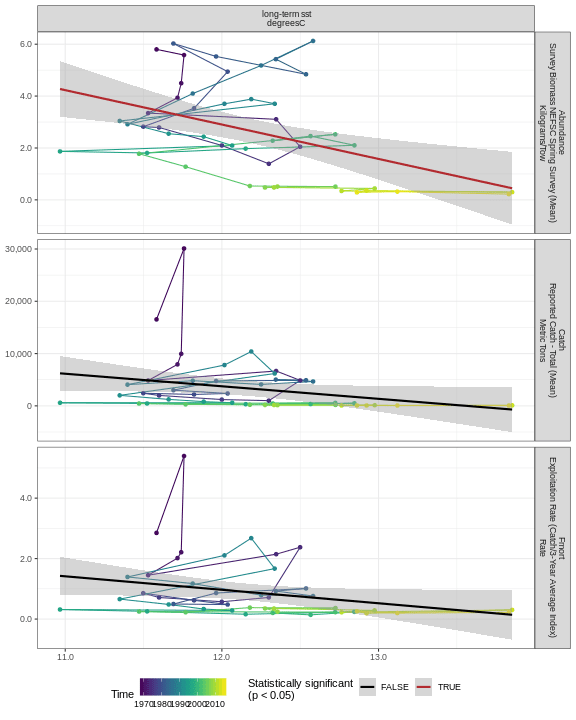 long-term sst
degreesC
6.0
4.0
2.0
0.0
Abundance
Survey Biomass NEFSC Spring Survey (Mean)
Kilograms/Tow
30,000
20,000
10,000
0
Catch
Reported Catch - Total (Mean)
Metric Tons
4.0
2.0
0.0
Fmort
Exploitation Rate (Catch/3-Year Average Index)
Rate
11.0 12.0 13.0
Time
1970 1980 1990 2000 2010
Statistically significant
(p < 0.05)
FALSE TRUE